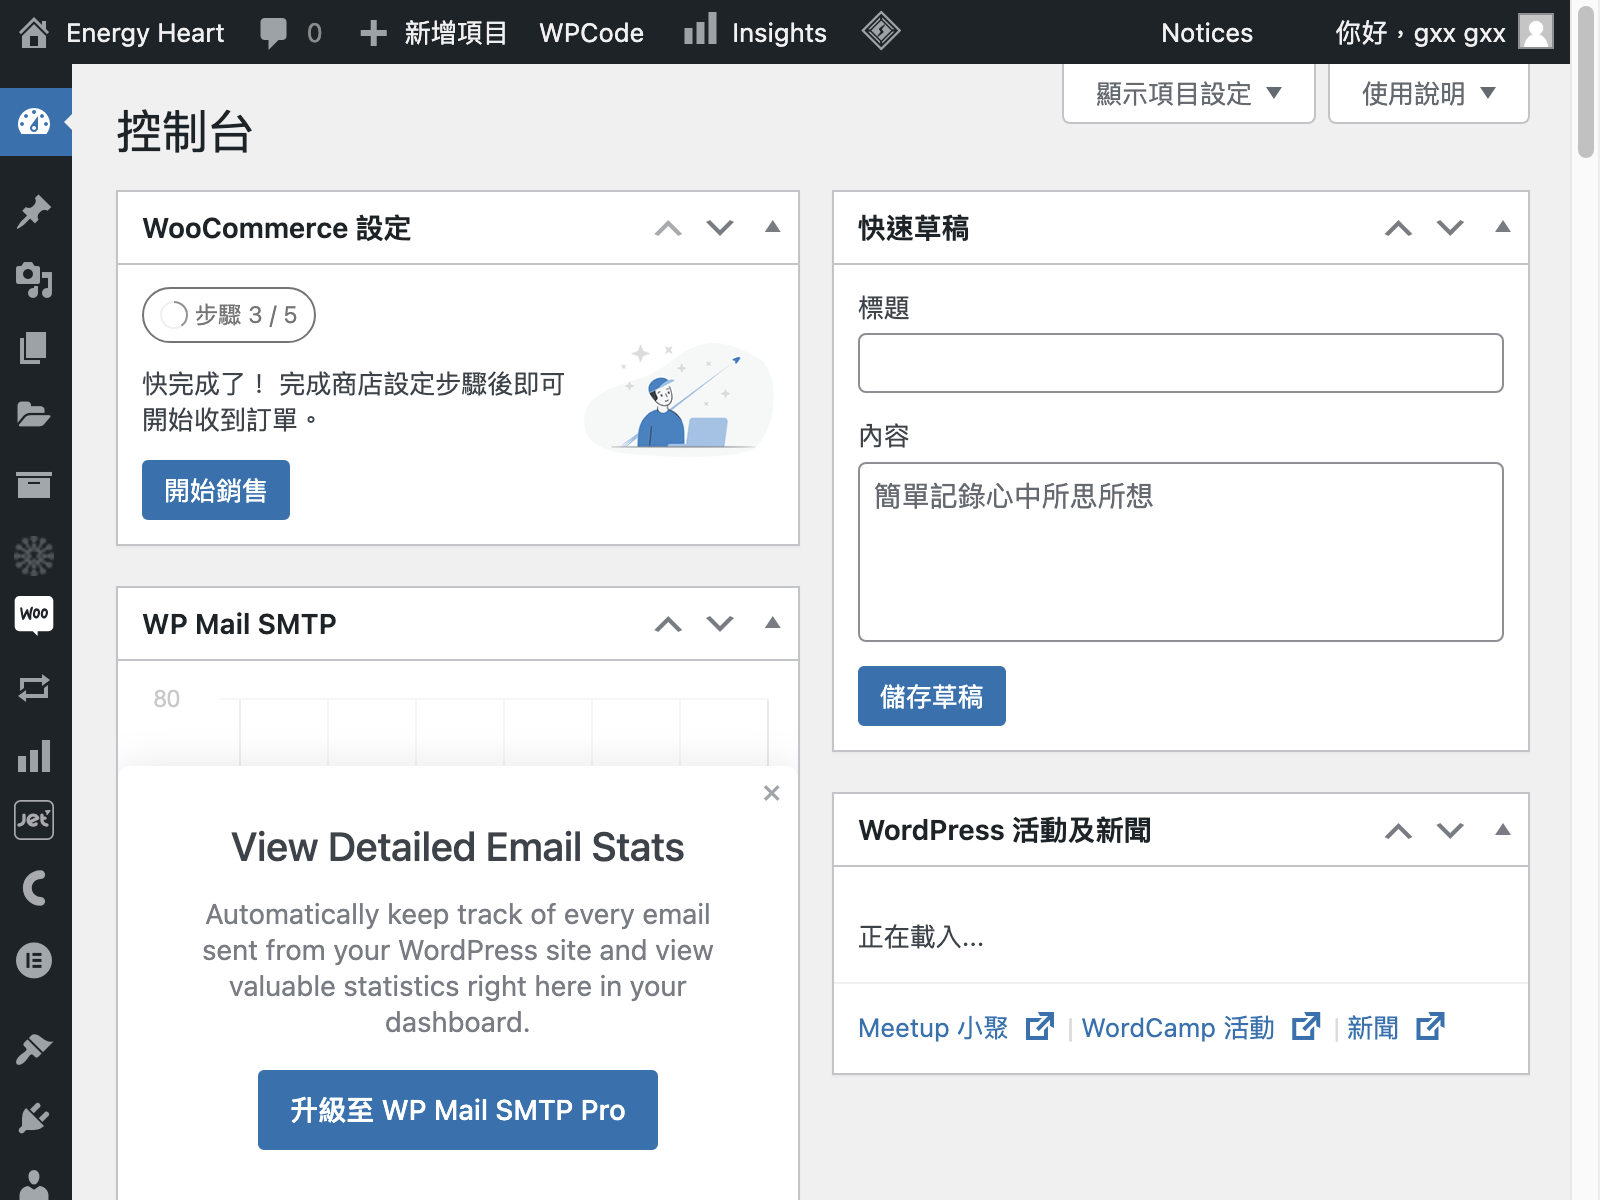 Energy Heart
0
新增項目
WPCode
Insights
Notices
你好，gxx gxx
顯示項目設定
使用說明
控制台
WooCommerce 設定
步驟 3 / 5
快完成了！ 完成商店設定步驟後即可
開始收到訂單。
開始銷售
WP Mail SMTP
80
View Detailed Email Stats
Automatically keep track of every email
sent from your WordPress site and view
valuable statistics right here in your
dashboard.
升級至 WP Mail SMTP Pro
快速草稿
標題
內容
簡單記錄心中所思所想
儲存草稿
WordPress 活動及新聞
正在載入...
Meetup 小聚 | WordCamp 活動 | 新聞
Woo
Jet